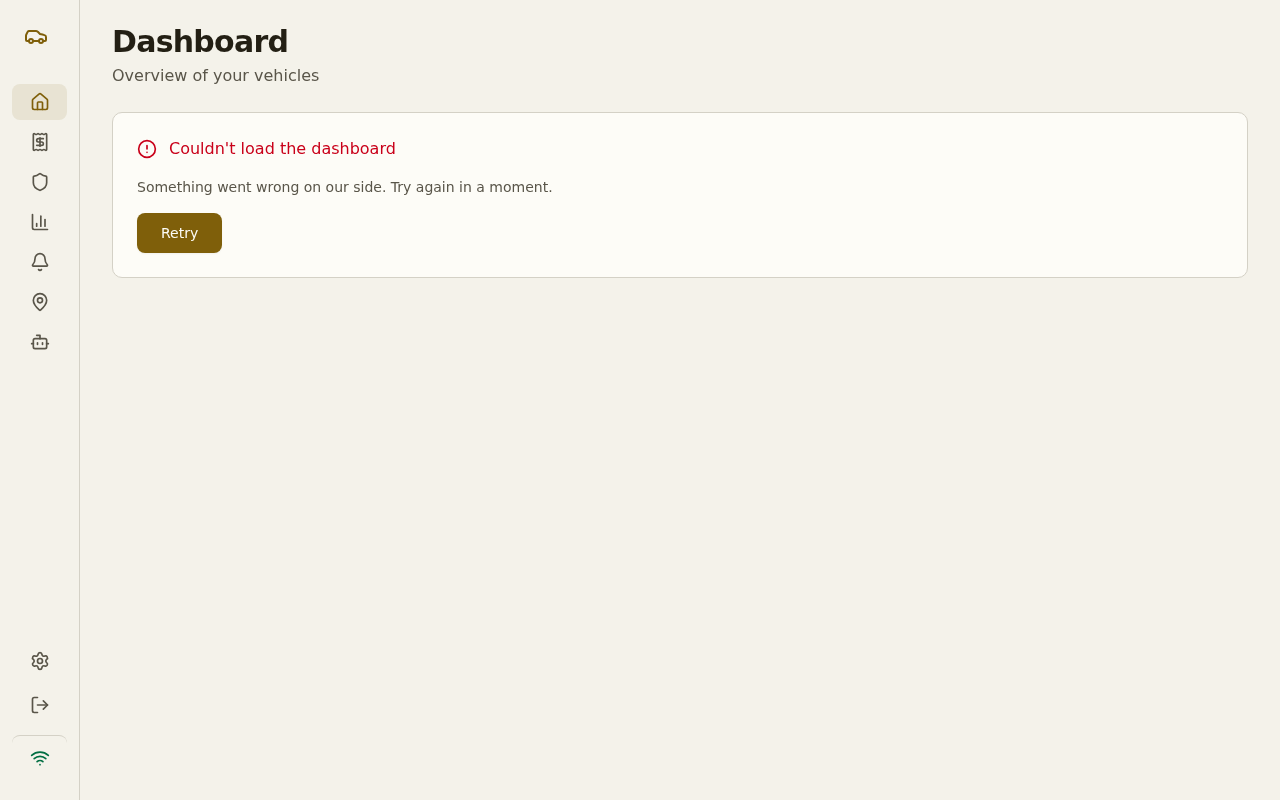 Dashboard
Overview of your vehicles
Couldn't load the dashboard
Something went wrong on our side. Try again in a moment.
Retry